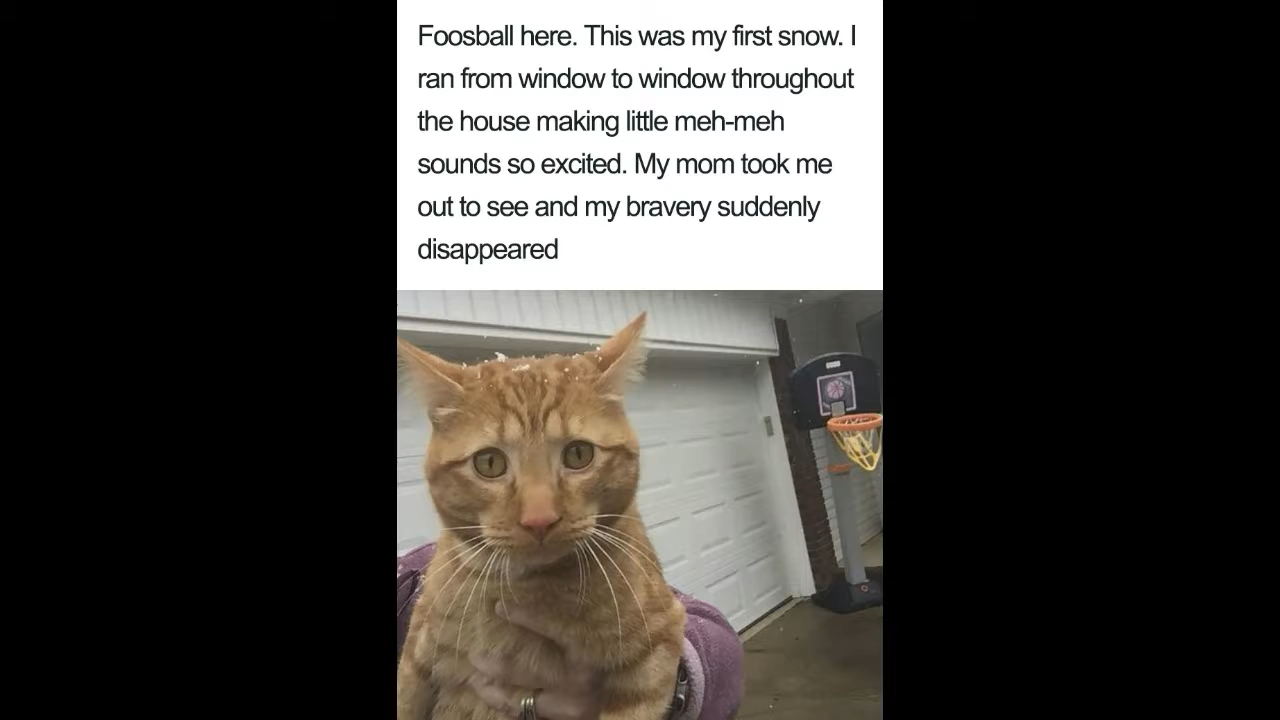 Foosball here. This was my first snow. I
ran from window to window throughout
the house making little meh-meh
sounds so excited. My mom took me
out to see and my bravery suddenly
disappeared